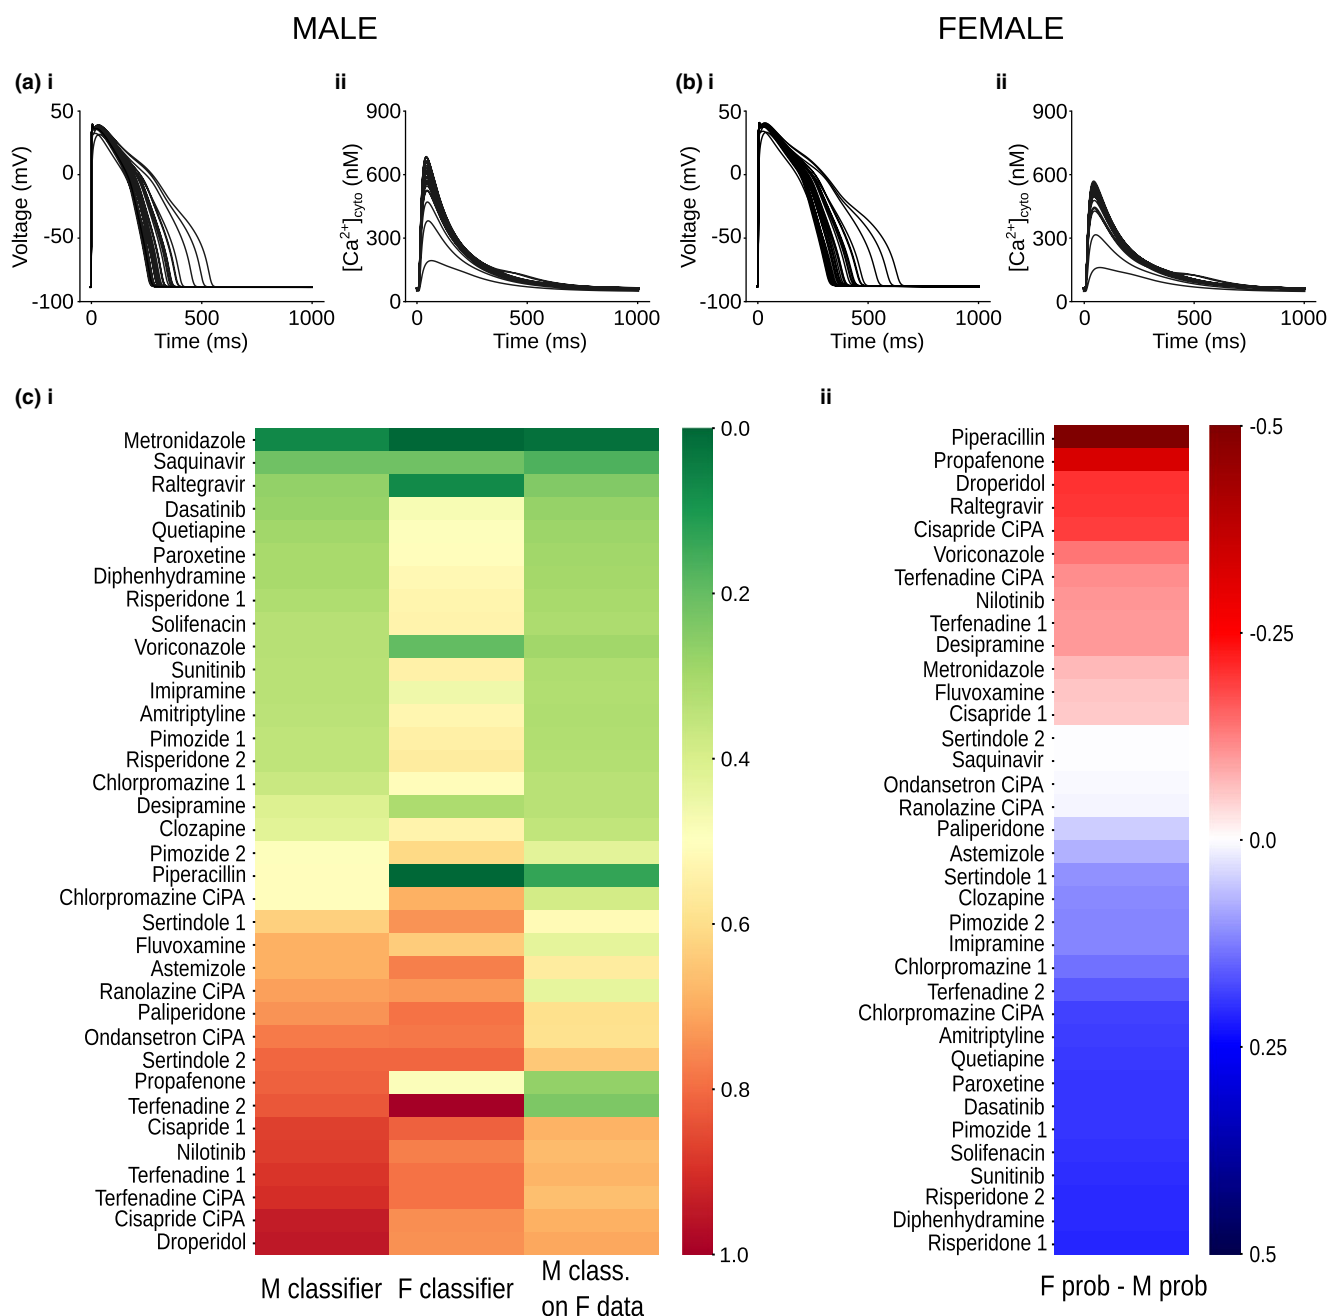 MALE
FEMALE
(a) i
ii
(b) i
ii
50
0
-50
-100
Voltage (mV)
0
500
1000
Time (ms)
900
600
300
0
[Ca2+]cyto (nM)
0
500
1000
Time (ms)
50
0
-50
-100
Voltage (mV)
0
500
1000
Time (ms)
900
600
300
0
[Ca2+]cyto (nM)
0
500
1000
Time (ms)
(c) i
Metronidazole
Saquinavir
Raltegravir
Dasatinib
Quetiapine
Paroxetine
Diphenhydramine
Risperidone 1
Solifenacin
Voriconazole
Sunitinib
Imipramine
Amitriptyline
Pimozide 1
Risperidone 2
Chlorpromazine 1
Desipramine
Clozapine
Pimozide 2
Piperacillin
Chlorpromazine CiPA
Sertindole 1
Fluvoxamine
Astemizole
Ranolazine CiPA
Paliperidone
Ondansetron CiPA
Sertindole 2
Propafenone
Terfenadine 2
Cisapride 1
Nilotinib
Terfenadine 1
Terfenadine CiPA
Cisapride CiPA
Droperidol
M classifier
F classifier
M class.
on F data
0.0
0.2
0.4
0.6
0.8
1.0
ii
Piperacillin
Propafenone
Droperidol
Raltegravir
Cisapride CiPA
Voriconazole
Terfenadine CiPA
Nilotinib
Terfenadine 1
Desipramine
Metronidazole
Fluvoxamine
Cisapride 1
Sertindole 2
Saquinavir
Ondansetron CiPA
Ranolazine CiPA
Paliperidone
Astemizole
Sertindole 1
Clozapine
Pimozide 2
Imipramine
Chlorpromazine 1
Terfenadine 2
Chlorpromazine CiPA
Amitriptyline
Quetiapine
Paroxetine
Dasatinib
Pimozide 1
Solifenacin
Sunitinib
Risperidone 2
Diphenhydramine
Risperidone 1
F prob - M prob
-0.5
-0.25
0.0
0.25
0.5